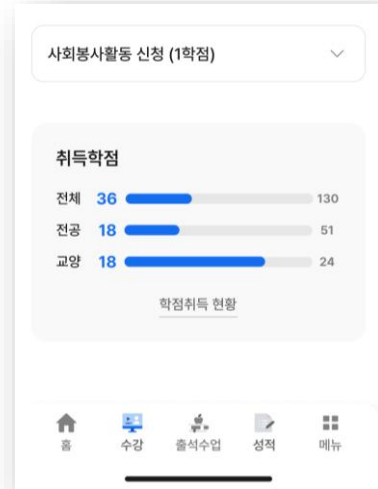 사회봉사활동 신청 (1학점)
취득학점
전체 36 130
전공 18 51
교양 18 24
학점취득 현황
홈 수강 출석수업 성적 메뉴